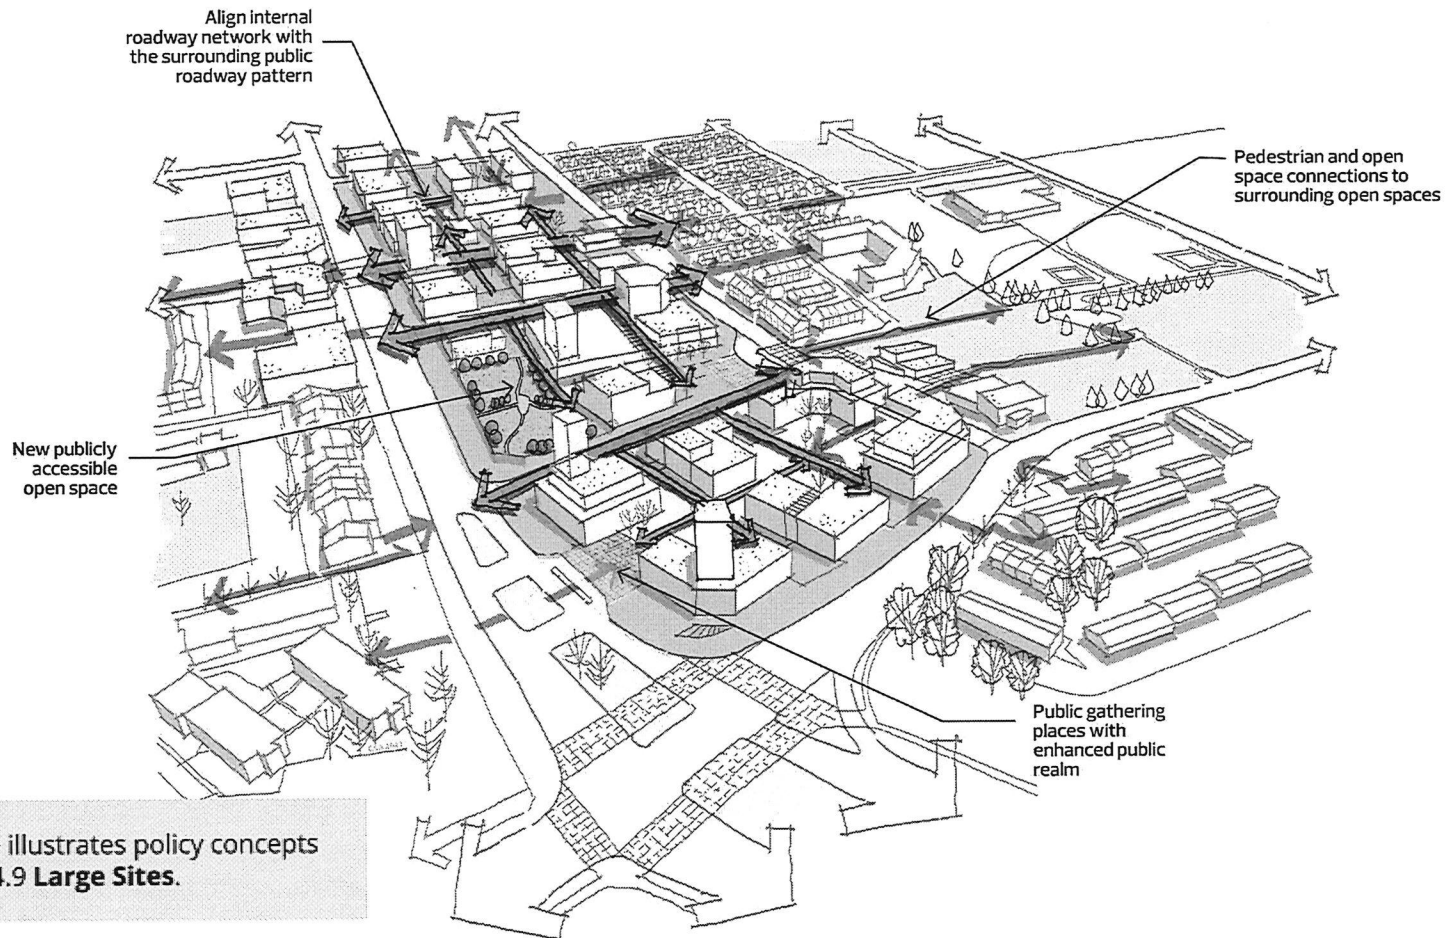 Align internal
roadway network with
the surrounding public
roadway pattern
Pedestrian and open
space connections to
surrounding open spaces
New publicly
accessible
open space
Public gathering
places with
enhanced public
realm
illustrates policy concepts
4.9 Large Sites.